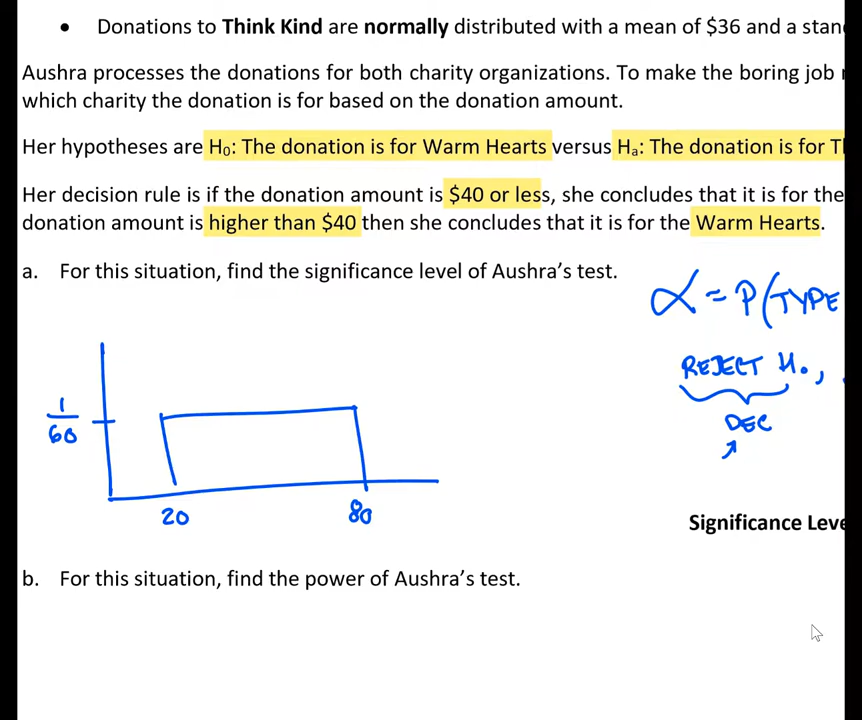 • Donations to Think Kind are normally distributed with a mean of $36 and a stan
Aushra processes the donations for both charity organizations. To make the boring job
which charity the donation is for based on the donation amount.
Her hypotheses are H₀: The donation is for Warm Hearts versus Hₐ: The donation is for T
Her decision rule is if the donation amount is $40 or less, she concludes that it is for the
donation amount is higher than $40 then she concludes that it is for the Warm Hearts.
a. For this situation, find the significance level of Aushra's test.
α = P(TYPE
REJECT H₀,
DEC
1/60
20 80
Significance Leve
b. For this situation, find the power of Aushra's test.